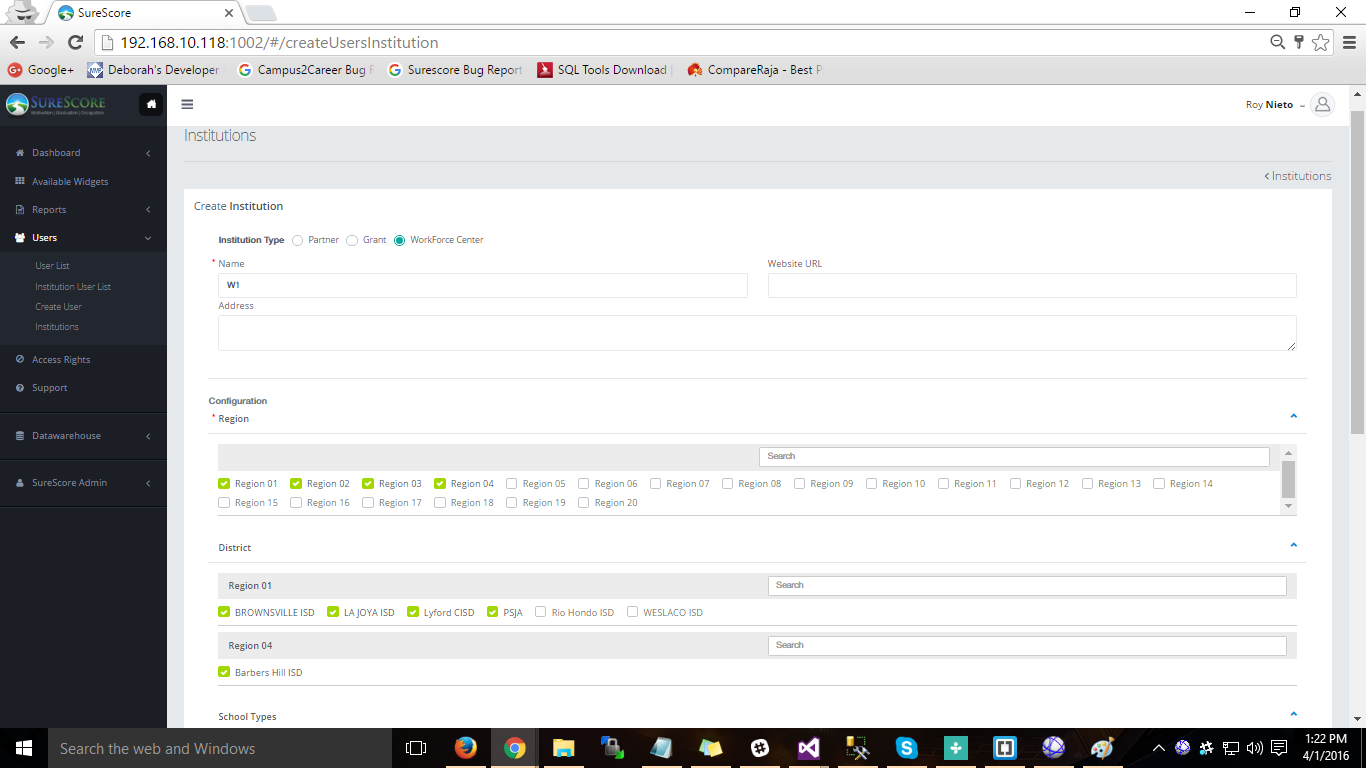 SureScore
192.168.10.118:1002/#/createUsersInstitution
Google+ Deborah's Developer Campus2Career Bug Surescore Bug Report SQL Tools Download CompareRaja - Best P
SURESCORE
Roy Nieto
Institutions
Dashboard
Available Widgets
Reports
Users
User List
Institution User List
Create User
Institutions
Access Rights
Support
Datawarehouse
SureScore Admin
Institutions
Create Institution
Institution Type Partner Grant WorkForce Center
* Name Website URL
W1
Address
Configuration
* Region
Search
Region 01 Region 02 Region 03 Region 04 Region 05 Region 06 Region 07 Region 08 Region 09 Region 10 Region 11 Region 12 Region 13 Region 14
Region 15 Region 16 Region 17 Region 18 Region 19 Region 20
District
Region 01 Search
BROWNSVILLE ISD LA JOYA ISD Lyford CISD PSJA Rio Hondo ISD WESLACO ISD
Region 04 Search
Barbers Hill ISD
School Types
Search the web and Windows
1:22 PM
4/1/2016